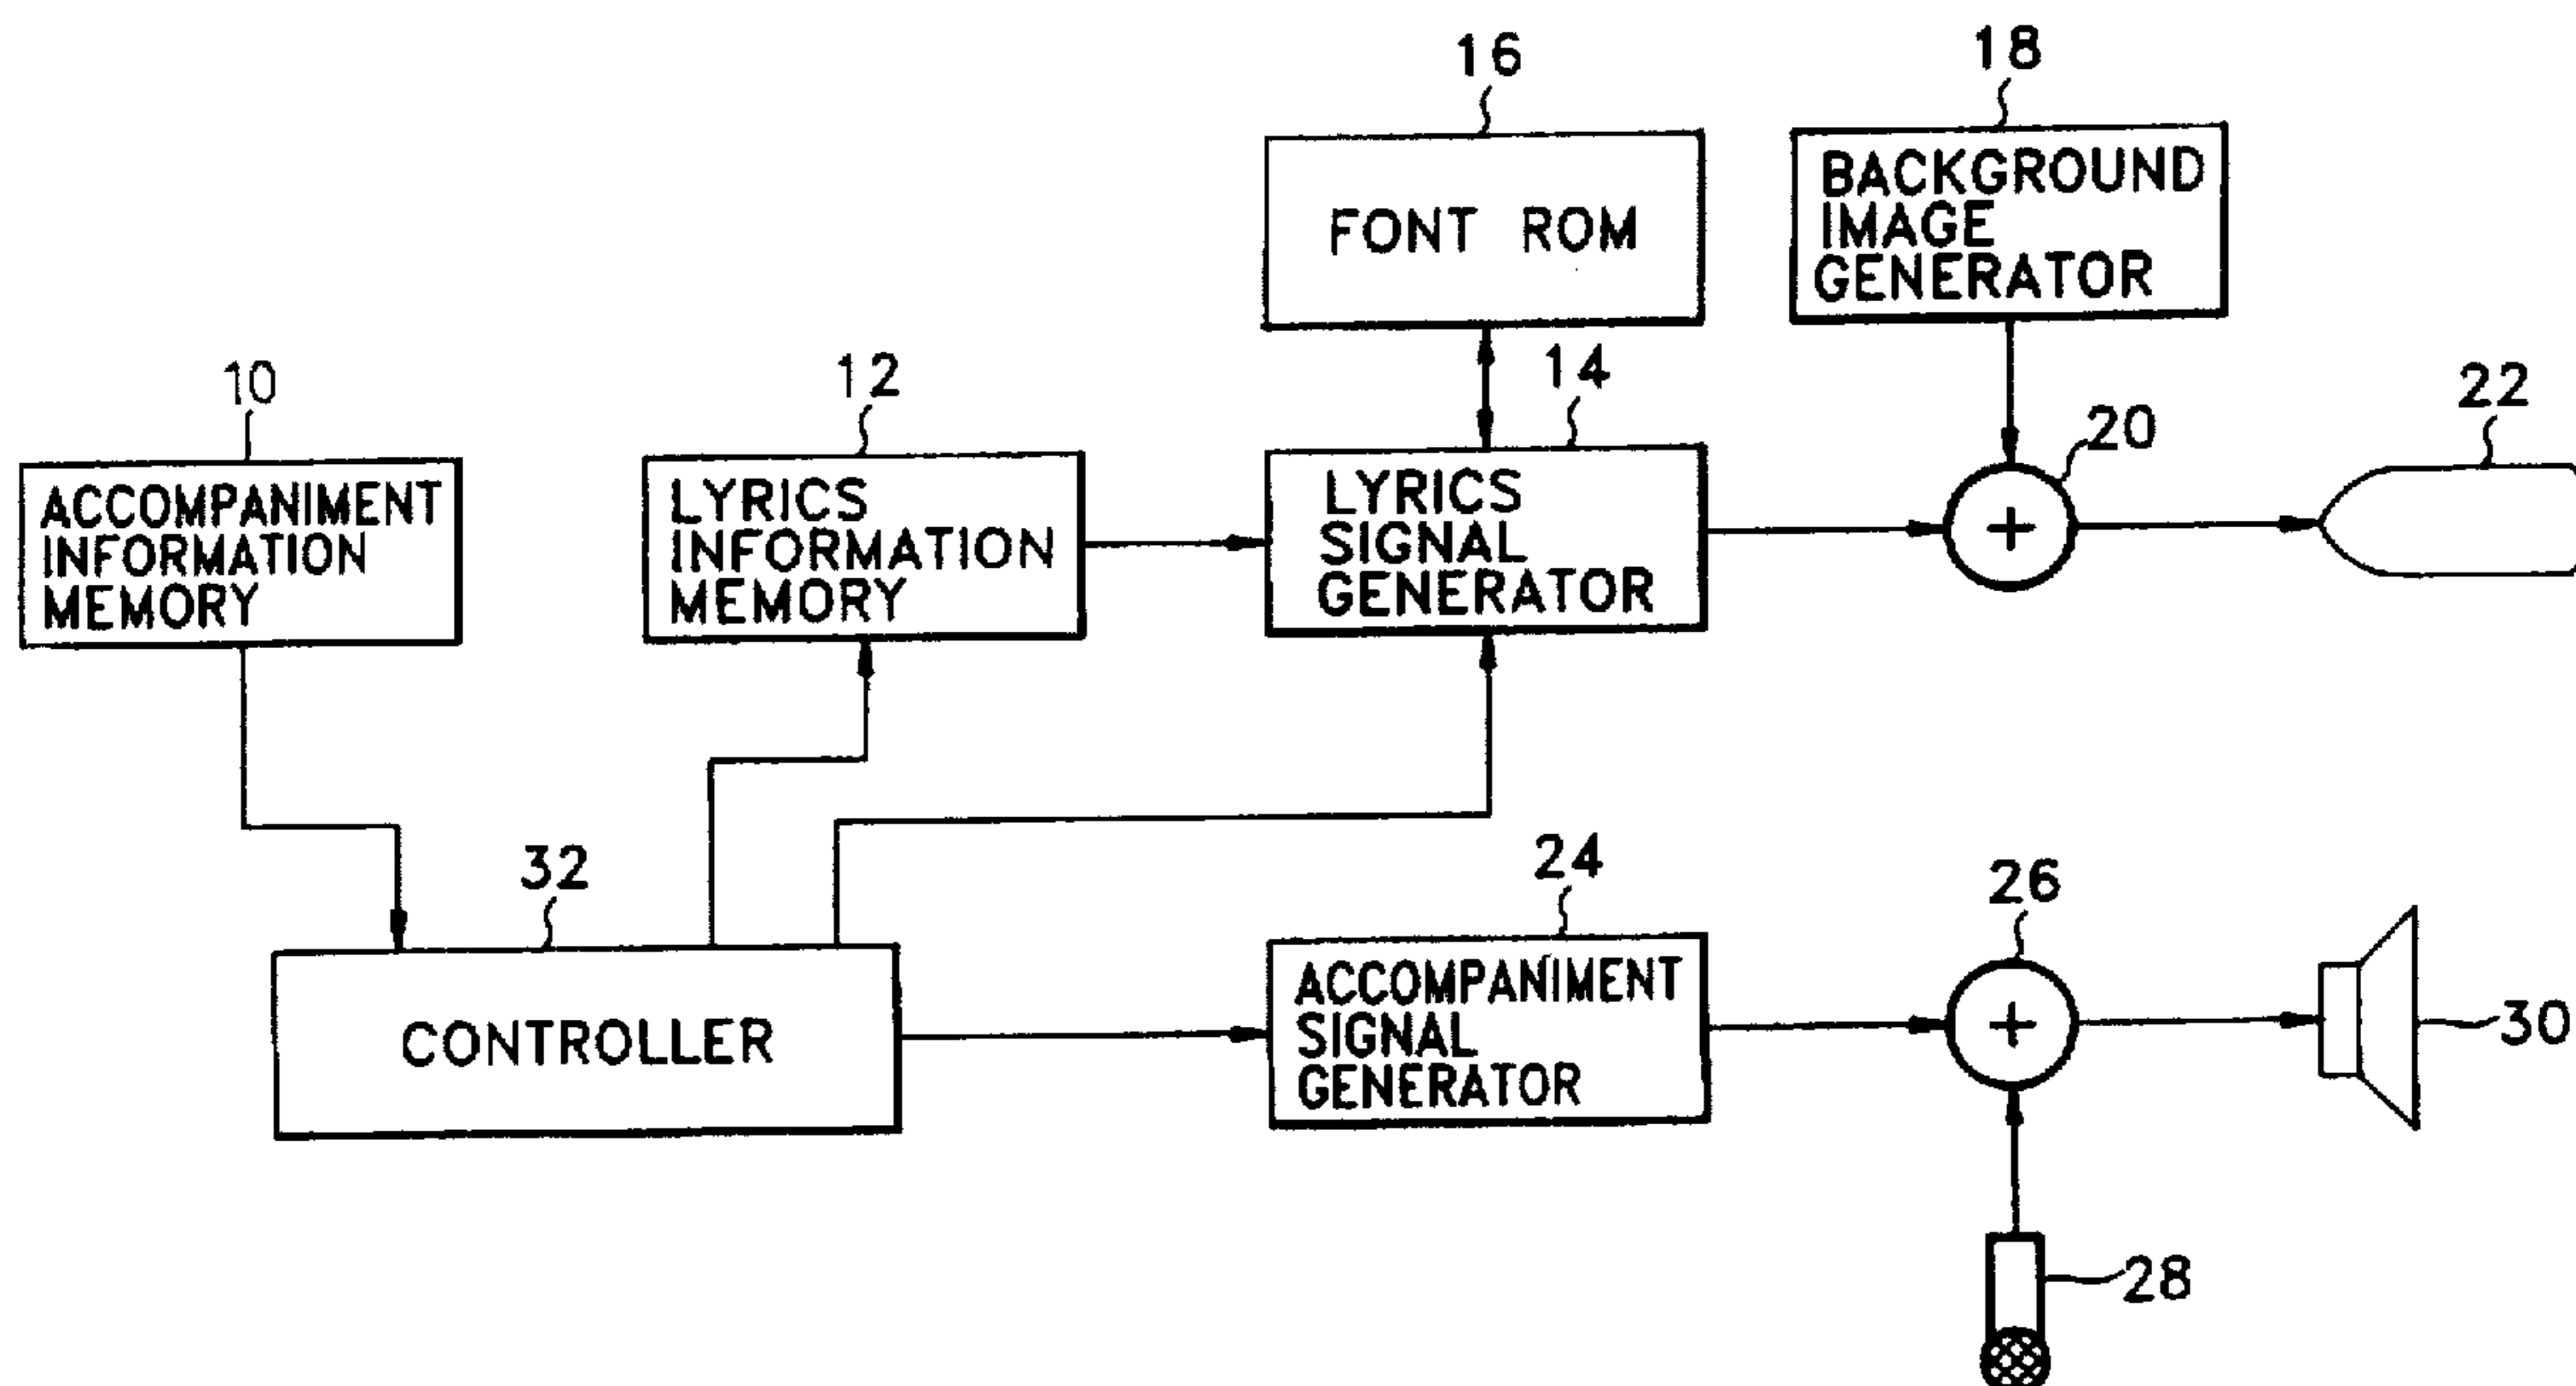 16
18
FONT ROM
BACKGROUND
IMAGE
GENERATOR
10
12
14
20
22
ACCOMPANIMENT
INFORMATION
MEMORY
LYRICS
INFORMATION
MEMORY
LYRICS
SIGNAL
GENERATOR
+
32
24
26
CONTROLLER
ACCOMPANIMENT
SIGNAL
GENERATOR
+
30
28